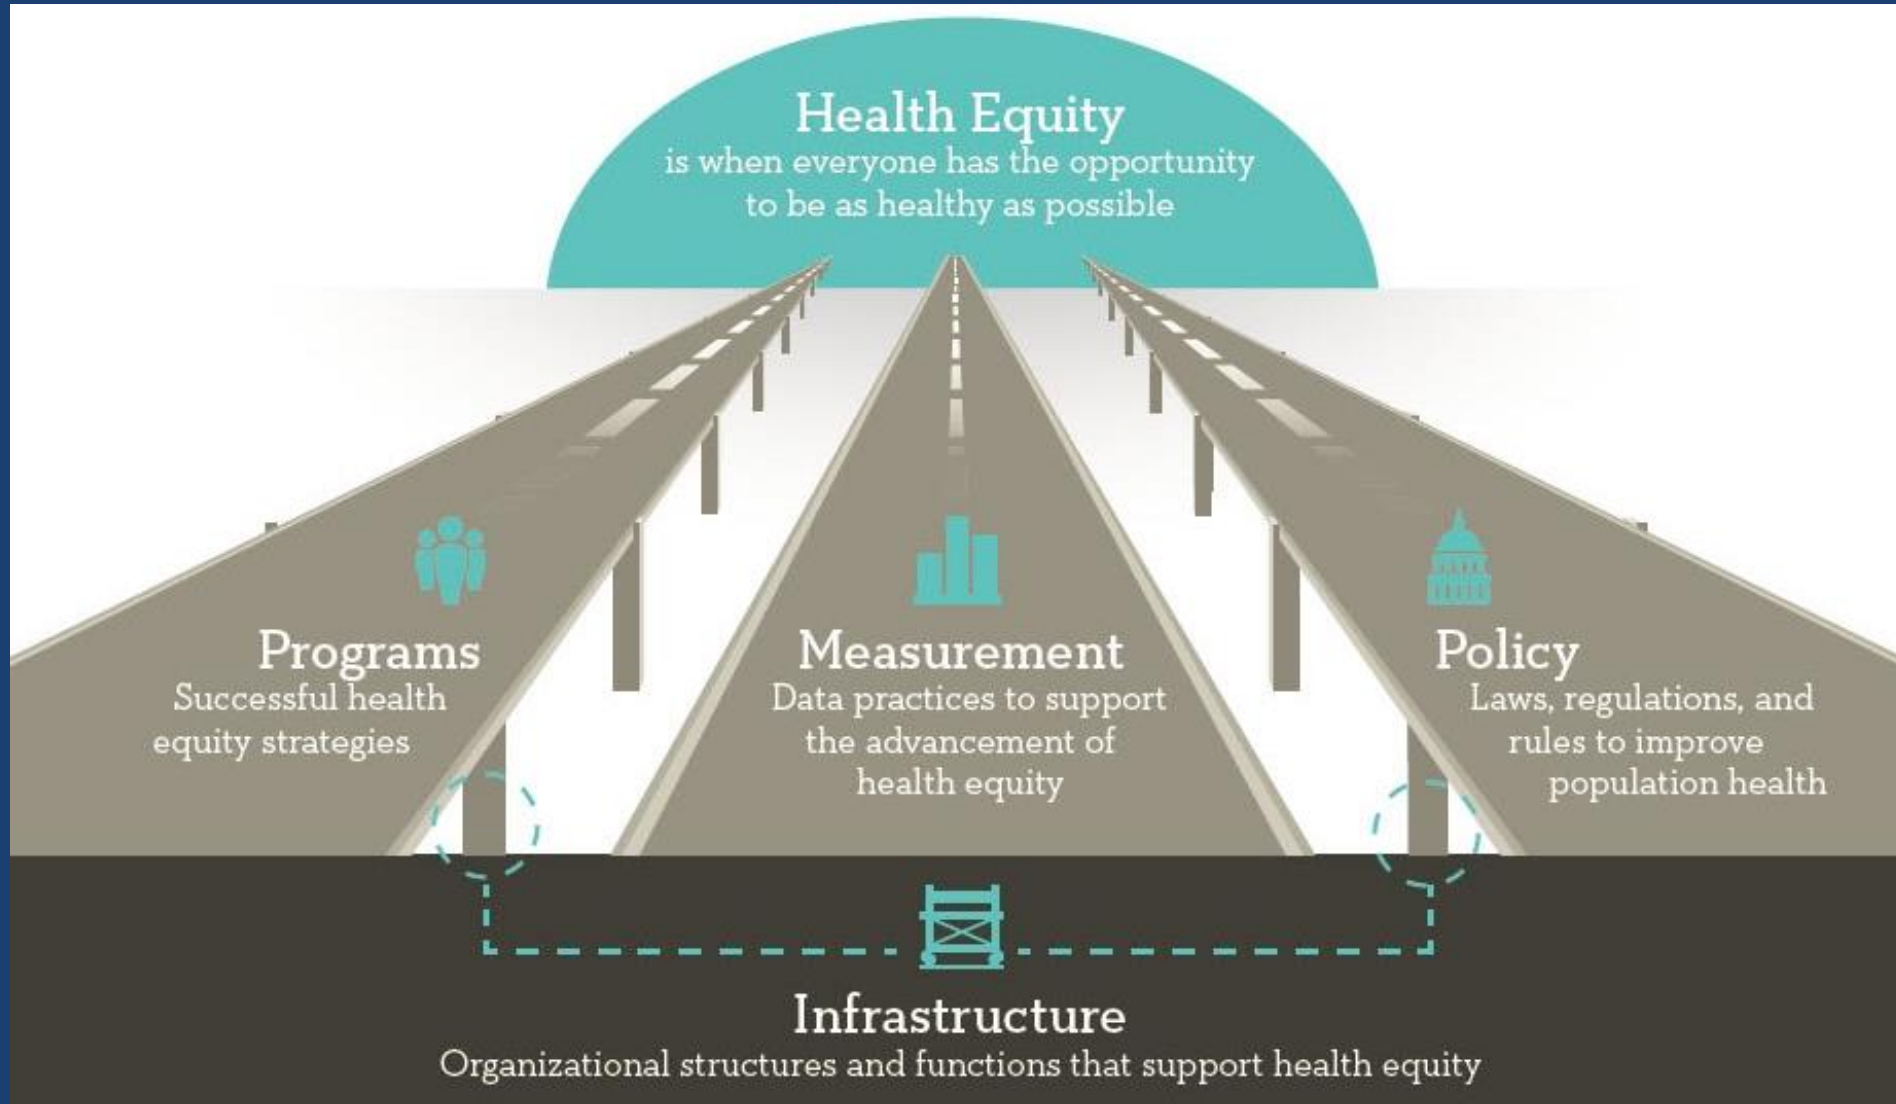 Health Equity
is when everyone has the opportunity
to be as healthy as possible
Programs
Successful health
equity strategies
Measurement
Data practices to support
the advancement of
health equity
Policy
Laws, regulations, and
rules to improve
population health
Infrastructure
Organizational structures and functions that support health equity